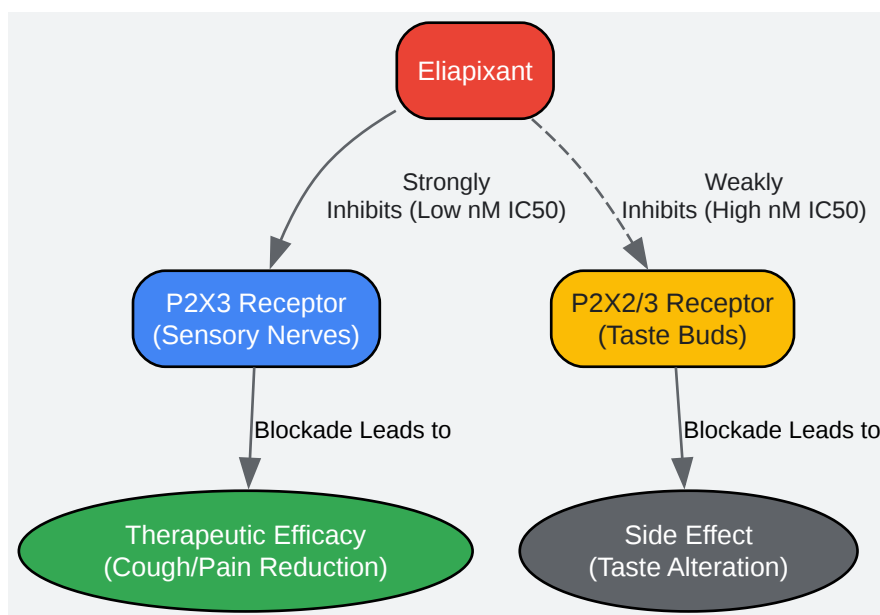 Eliapixant
Strongly
Inhibits (Low nM IC50)
Weakly
Inhibits (High nM IC50)
P2X3 Receptor
(Sensory Nerves)
P2X2/3 Receptor
(Taste Buds)
Blockade Leads to
Blockade Leads to
Therapeutic Efficacy
(Cough/Pain Reduction)
Side Effect
(Taste Alteration)